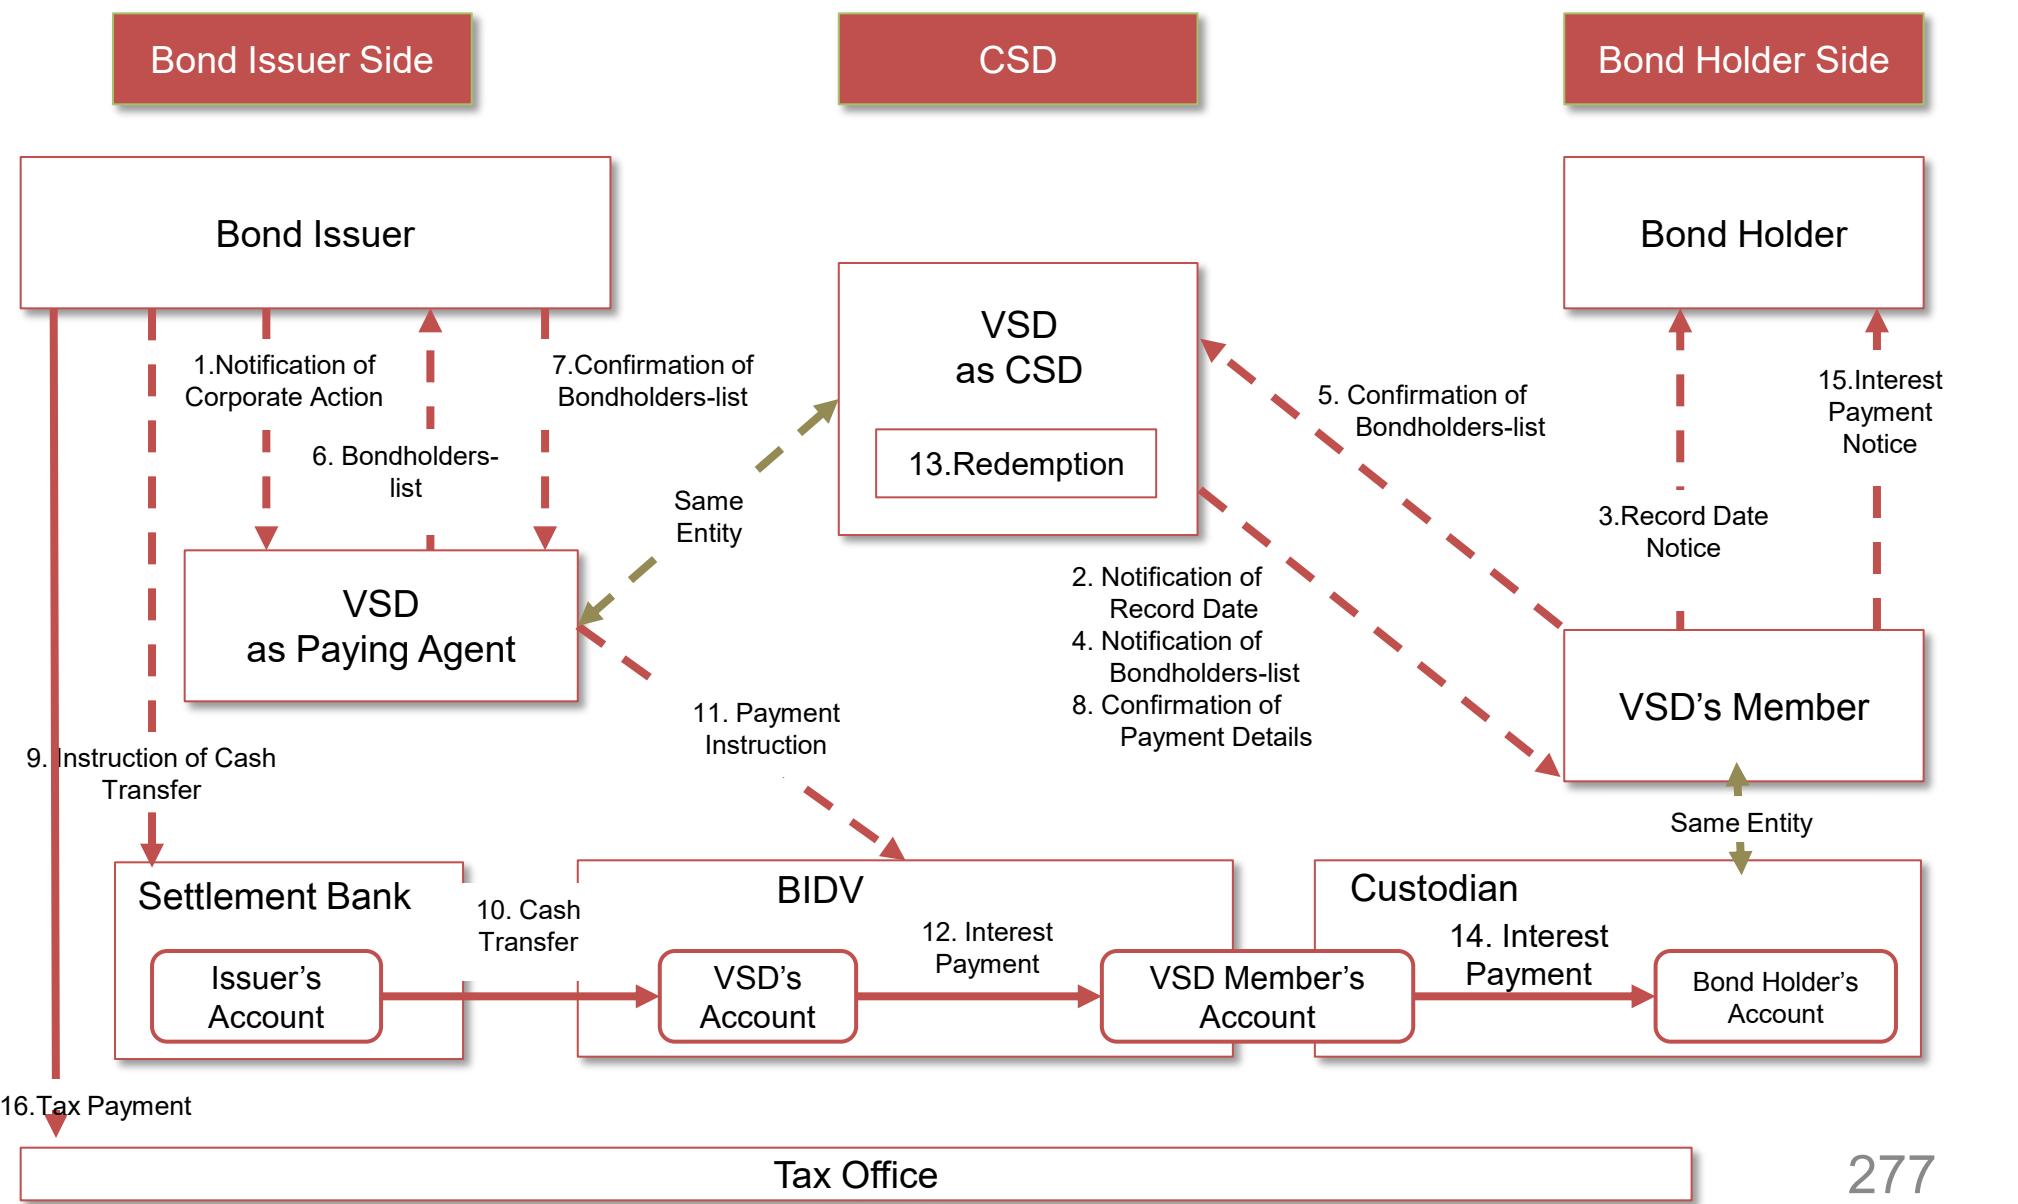 Bond Issuer Side
CSD
Bond Holder Side
Bond Issuer
Bond Holder
VSD
as CSD
13.Redemption
1.Notification of
Corporate Action
6. Bondholders-
list
7.Confirmation of
Bondholders-list
Same
Entity
5. Confirmation of
Bondholders-list
15.Interest
Payment
Notice
3.Record Date
Notice
VSD
as Paying Agent
2. Notification of
Record Date
4. Notification of
Bondholders-list
8. Confirmation of
Payment Details
VSD's Member
11. Payment
Instruction
9. Instruction of Cash
Transfer
Same Entity
Settlement Bank
BIDV
Custodian
10. Cash
Transfer
12. Interest
Payment
14. Interest
Payment
Issuer's
Account
VSD's
Account
VSD Member's
Account
Bond Holder's
Account
16.Tax Payment
Tax Office
277